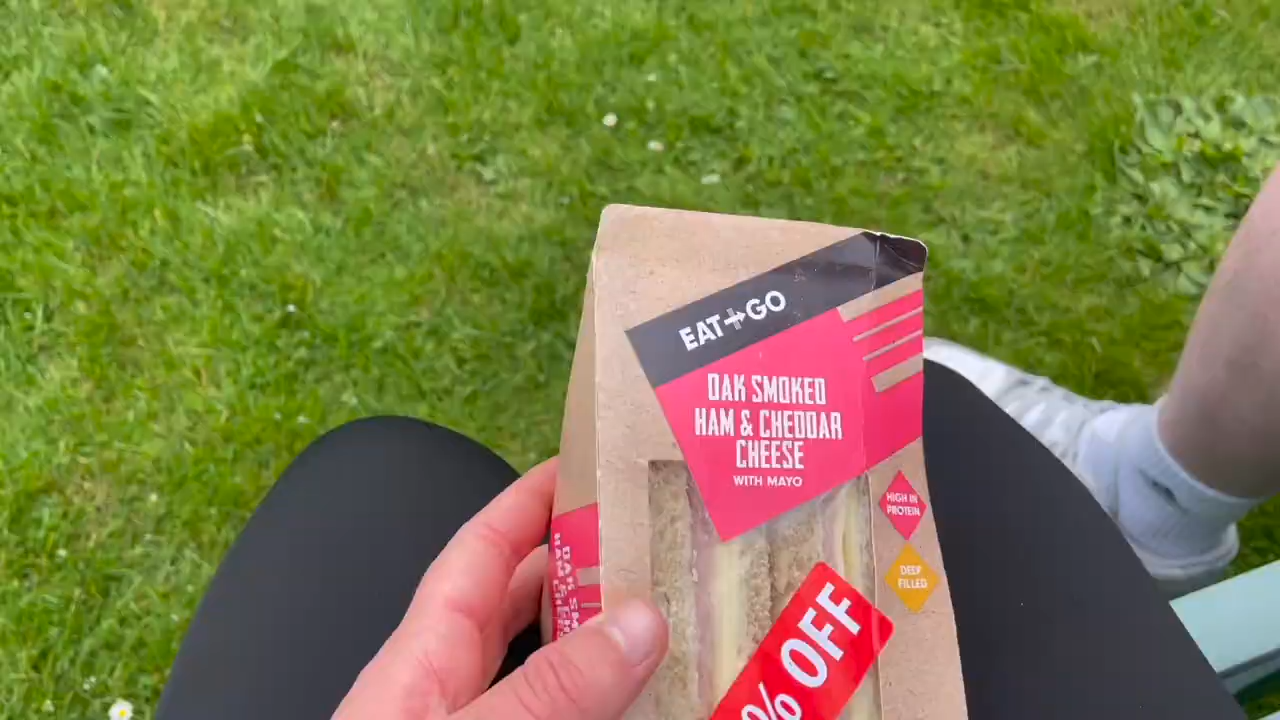 EAT→GO
OAK SMOKED
HAM & CHEDDAR
CHEESE
WITH MAYO
HIGH IN
PROTEIN
DEEP
FILLED
% OFF